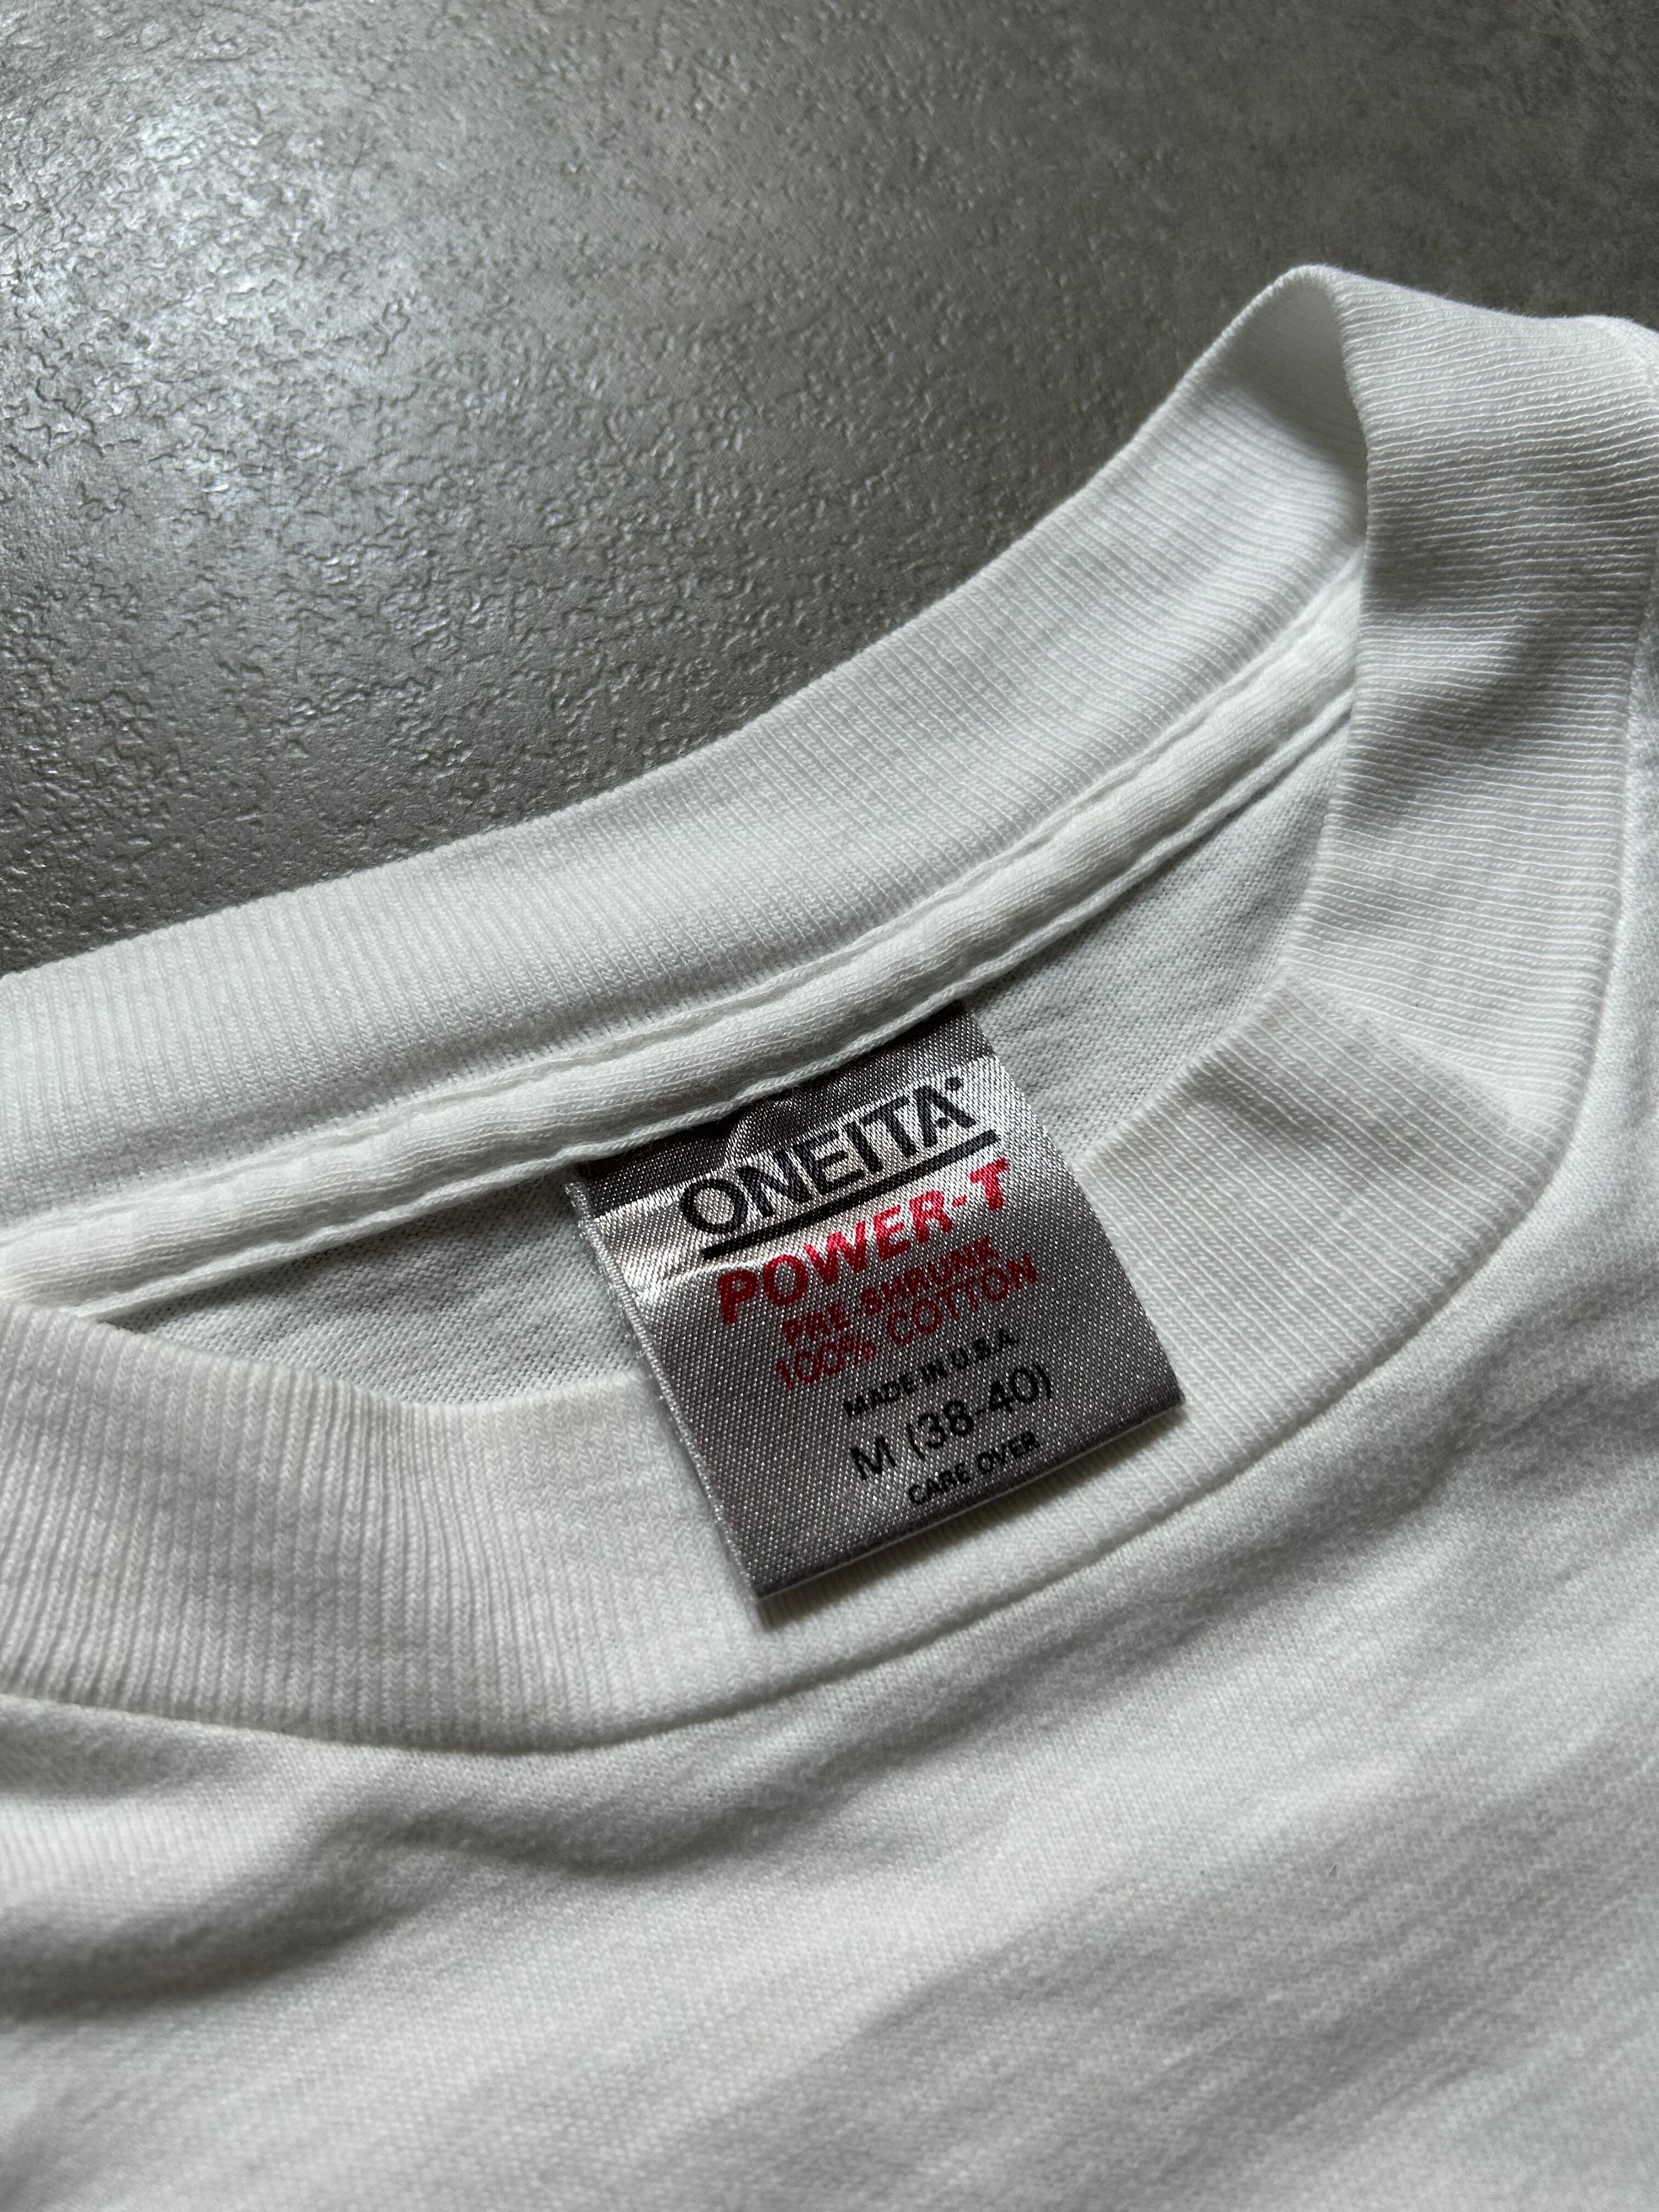 ONEITA
POWER-T
PRE-SHRUNK
100% COTTON
MADE IN U.S.A.
M (38-40)
CARE OVER